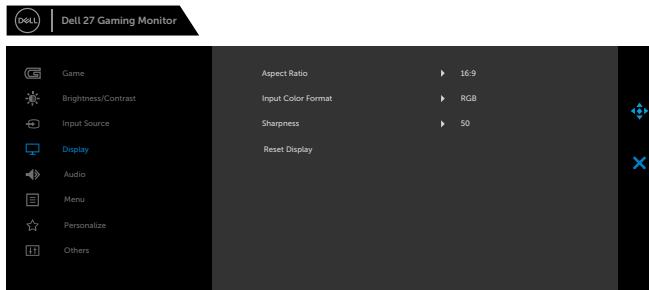 DELL
Dell 27 Gaming Monitor
Game
Brightness/Contrast
Input Source
Display
Audio
Menu
Personalize
Others
Aspect Ratio 16:9
Input Color Format RGB
Sharpness 50
Reset Display